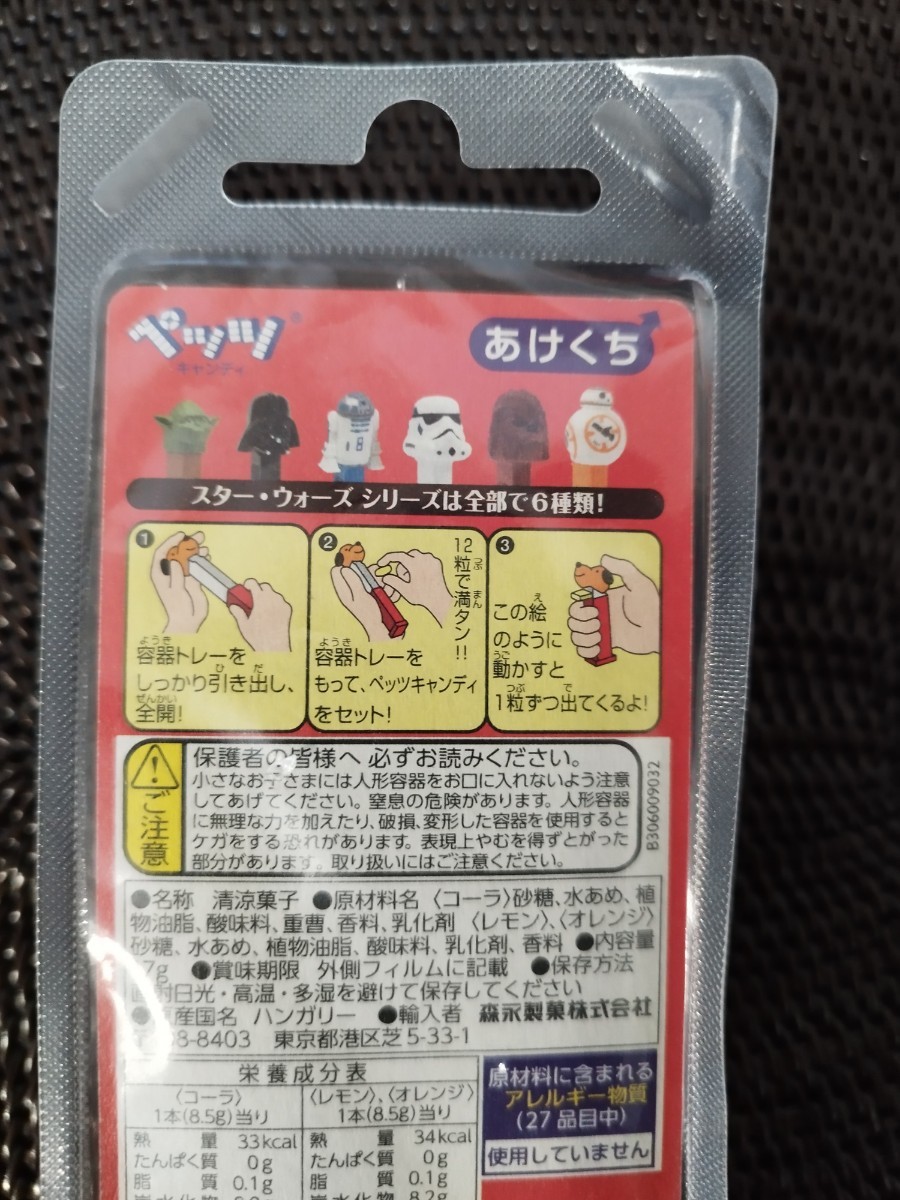 ペッツ
キャンディ
あけくち
スター・ウォーズ シリーズは全部で6種類!
1
容器トレーを
しっかり引き出し、
全開!
2
12粒で満タン!!
容器トレーを
もって、ペッツキャンディ
をセット!
3
この絵
のように
動かすと
1粒ずつ出てくるよ!
ご注意
保護者の皆様へ 必ずお読みください。
小さなお子さまには人形容器をお口に入れないよう注意
してあげてください。窒息の危険があります。人形容器
に無理な力を加えたり、破損、変形した容器を使用すると
ケガをする恐れがあります。表現上やむを得ずとがった
部分があります。取り扱いにはご注意ください。
B306009032
●名称 清涼菓子 ●原材料名 〈コーラ〉砂糖、水あめ、植
物油脂、酸味料、重曹、香料、乳化剤 〈レモン〉、〈オレンジ〉
砂糖、水あめ、植物油脂、酸味料、乳化剤、香料 ●内容量
7g ●賞味期限 外側フィルムに記載 ●保存方法
直射日光・高温・多湿を避けて保存してください
●原産国名 ハンガリー ●輸入者 森永製菓株式会社
8-8403 東京都港区芝5-33-1
栄養成分表
〈コーラ〉
1本(8.5g)当り
熱量 33kcal
たんぱく質 0g
脂質 0.1g
〈レモン〉、〈オレンジ〉
1本(8.5g)当り
熱量 34kcal
たんぱく質 0g
脂質 0.1g
炭水化物 8.2g
原材料に含まれる
アレルギー物質
(27品目中)
使用していません